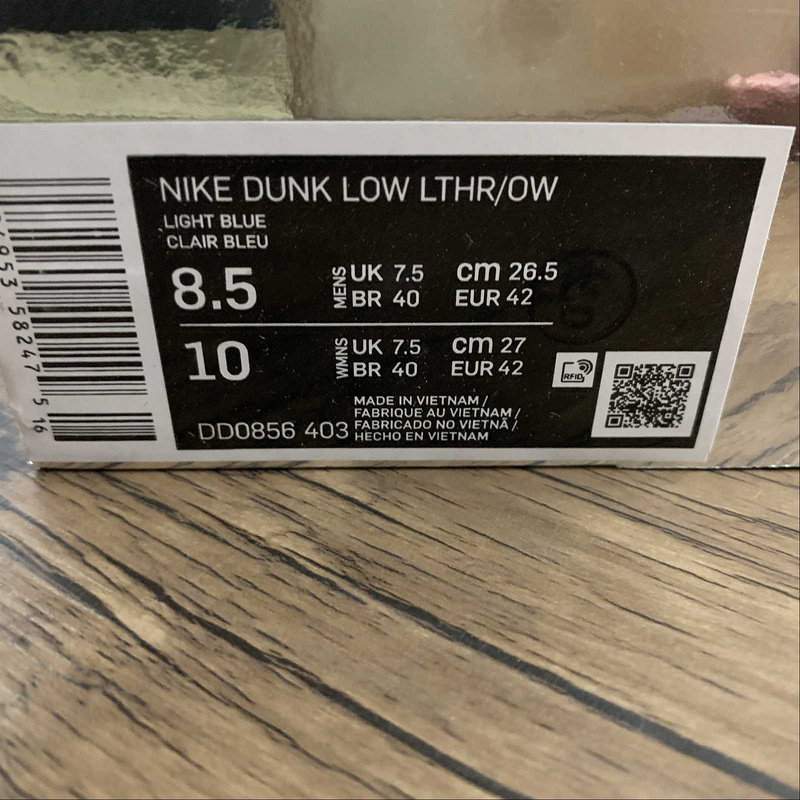 NIKE DUNK LOW LTHR/OW
LIGHT BLUE
CLAIR BLEU
8.5 MENS UK 7.5 cm 26.5
BR 40 EUR 42
10 WMNS UK 7.5 cm 27
BR 40 EUR 42
DD0856 403
MADE IN VIETNAM /
FABRIQUE AU VIETNAM /
FABRICADO NO VIETNÃ /
HECHO EN VIETNAM
RFID
58247 5 16